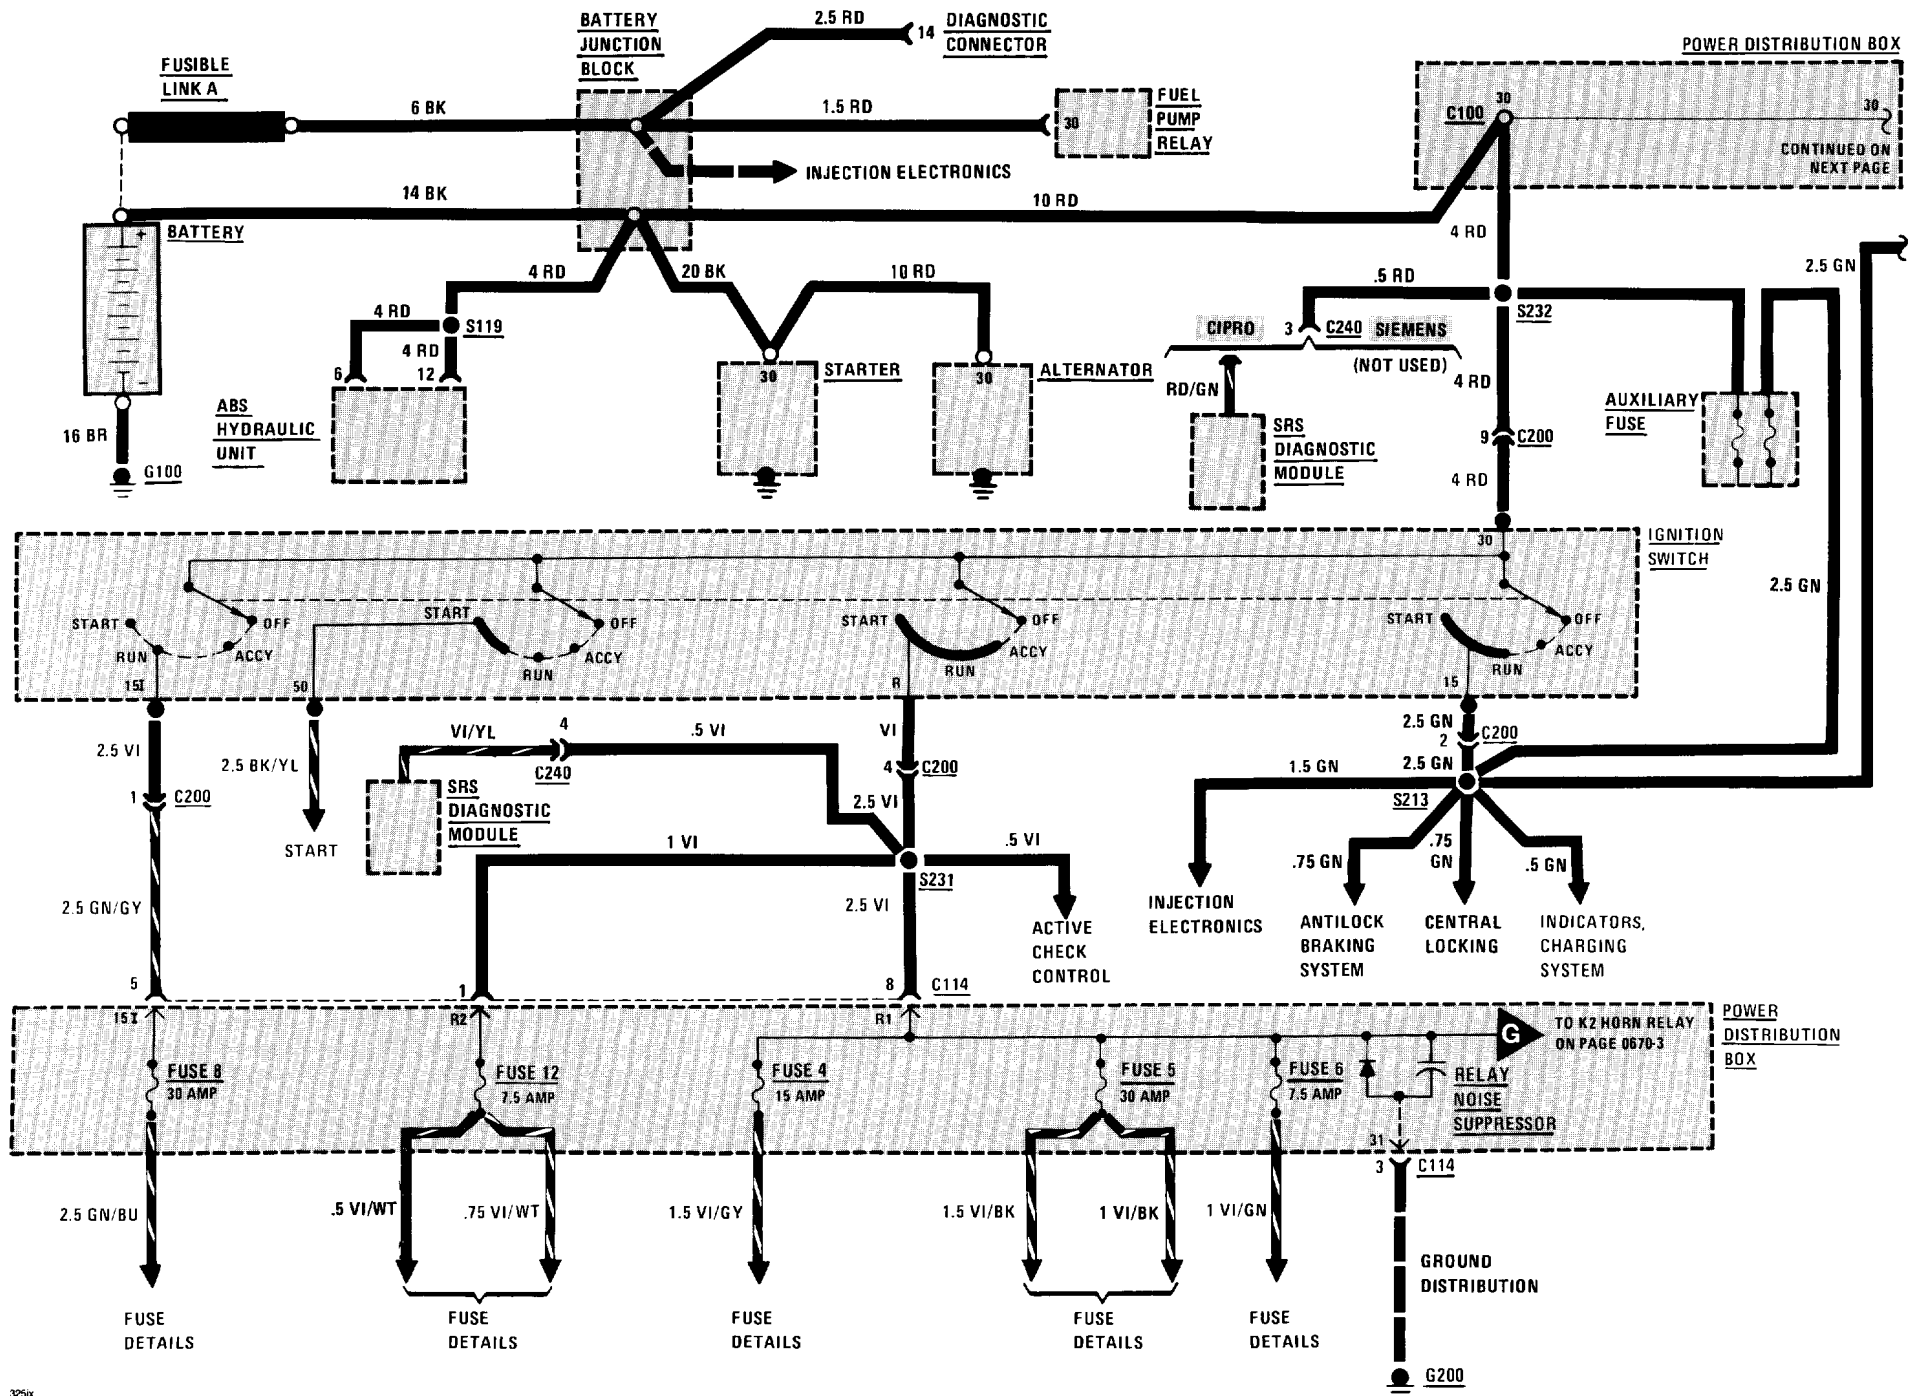 BATTERY
JUNCTION
BLOCK
2.5 RD
14
DIAGNOSTIC
CONNECTOR
POWER DISTRIBUTION BOX
FUSIBLE
LINK A
6 BK
1.5 RD
30
FUEL
PUMP
RELAY
C100
30
30
CONTINUED ON
NEXT PAGE
INJECTION ELECTRONICS
14 BK
10 RD
4 RD
+
BATTERY
-
4 RD
20 BK
10 RD
.5 RD
2.5 GN
4 RD
S119
4 RD
6
12
30
STARTER
30
ALTERNATOR
CIPRO
3
C240
SIEMENS
(NOT USED)
S232
RD/GN
4 RD
AUXILIARY
FUSE
16 BR
G100
ABS
HYDRAULIC
UNIT
SRS
DIAGNOSTIC
MODULE
9
C200
4 RD
30
IGNITION
SWITCH
2.5 GN
START
OFF
ACCY
RUN
15I
START
OFF
ACCY
RUN
50
START
OFF
ACCY
RUN
R
START
OFF
ACCY
RUN
15
2.5 VI
2.5 BK/YL
VI/YL
4
.5 VI
C240
VI
4
C200
2.5 GN
2
C200
2.5 GN
1
C200
START
SRS
DIAGNOSTIC
MODULE
2.5 VI
1.5 GN
S213
1 VI
.5 VI
S231
.75 GN
.75
GN
.5 GN
2.5 GN/GY
2.5 VI
ACTIVE
CHECK
CONTROL
INJECTION
ELECTRONICS
ANTILOCK
BRAKING
SYSTEM
CENTRAL
LOCKING
INDICATORS,
CHARGING
SYSTEM
5
1
8
C114
15I
R2
R1
G
TO K2 HORN RELAY
ON PAGE 0670-3
POWER
DISTRIBUTION
BOX
FUSE 8
30 AMP
FUSE 12
7.5 AMP
FUSE 4
15 AMP
FUSE 5
30 AMP
FUSE 6
7.5 AMP
RELAY
NOISE
SUPPRESSOR
31
3
C114
2.5 GN/BU
.5 VI/WT
.75 VI/WT
1.5 VI/GY
1.5 VI/BK
1 VI/BK
1 VI/GN
GROUND
DISTRIBUTION
FUSE
DETAILS
FUSE
DETAILS
FUSE
DETAILS
FUSE
DETAILS
FUSE
DETAILS
G200
325ix